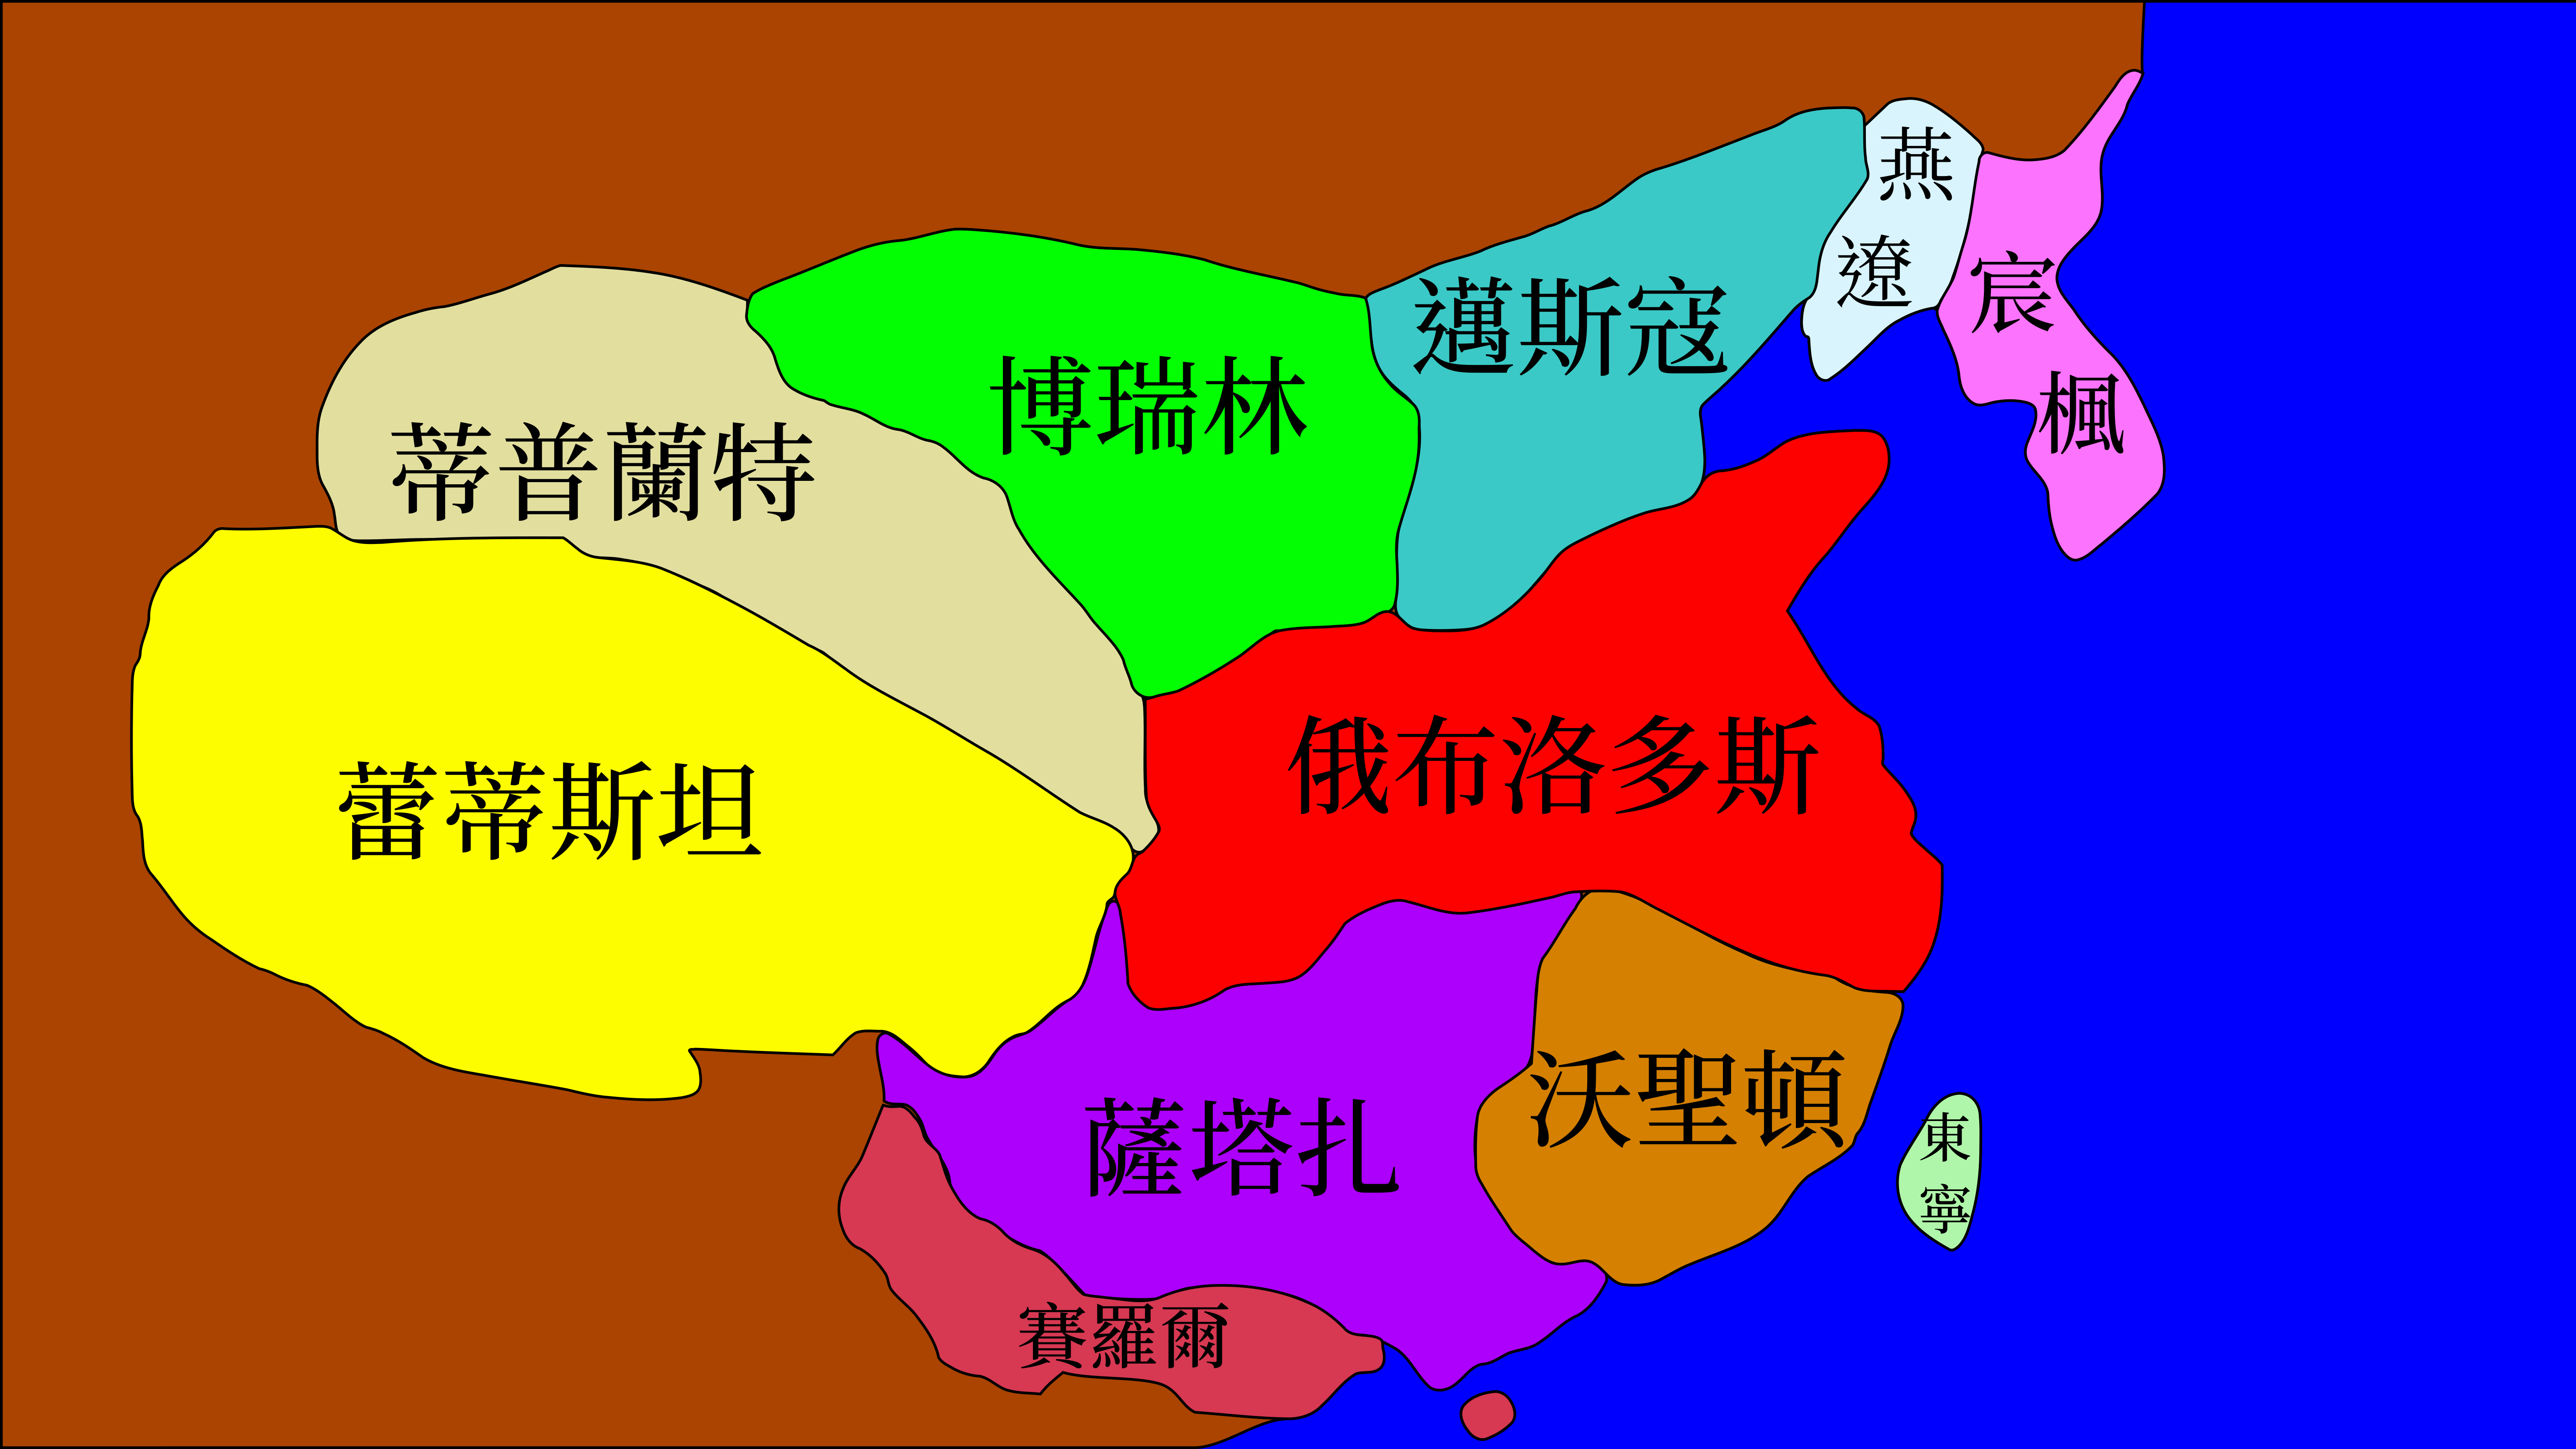 燕
遼
宸
楓
邁斯寇
博瑞林
蒂普蘭特
俄布洛多斯
蕾蒂斯坦
沃聖頓
薩塔扎
東
寧
賽羅爾